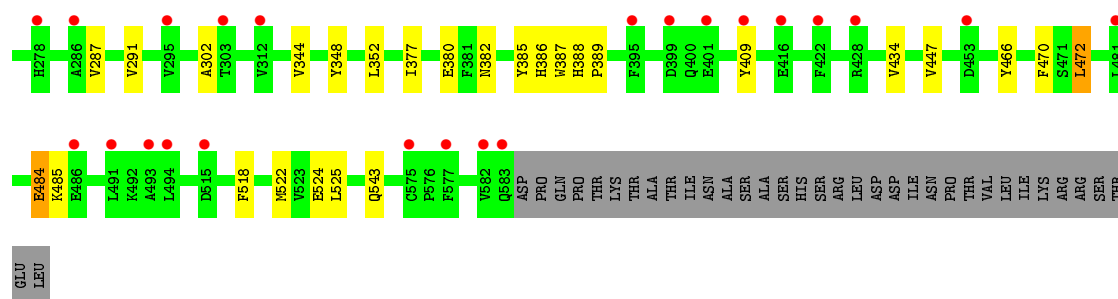 H278 A286 V287 V291 V295 A302 T303 V312 V344 Y348 L352 I377 E380 F381 N382 Y385 H386 W387 H388 P389 F395 D399 Q400 E401 Y409 E416 F422 R428 V434 V447 D453 Y466 F470 S471 L472 L481
E484 K485 E486 L491 K492 A493 L494 D515 F518 M522 V523 E524 L525 Q543 C575 P576 F577 V582 Q583 ASP PRO GLN PRO THR LYS THR ALA THR ILE ASN ALA SER ALA SER HIS SER ARG LEU ASP ASP ILE ASN PRO THR VAL LEU ILE LYS ARG ARG SER THR
GLU LEU